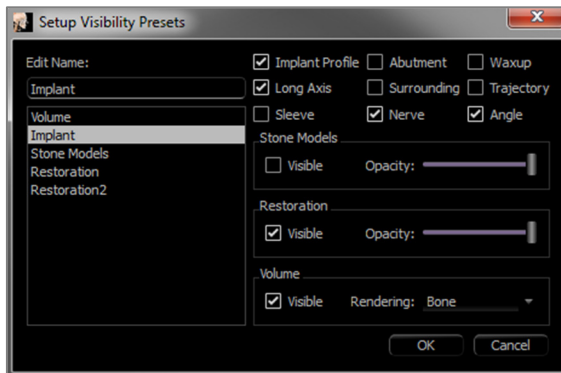 Setup Visibility Presets
Edit Name:
Implant
Volume
Implant
Stone Models
Restoration
Restoration2
Implant Profile Abutment Waxup
Long Axis Surrounding Trajectory
Sleeve Nerve Angle
Stone Models
Visible Opacity:
Restoration
Visible Opacity:
Volume
Visible Rendering: Bone
OK Cancel